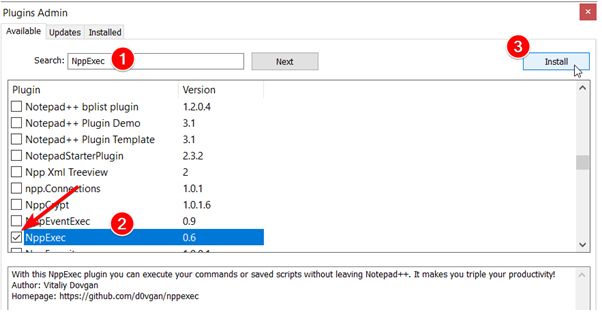 Plugins Admin
Available Updates Installed
Search: NppExec 1 Next 3 Install
Plugin Version
Notepad++ bplist plugin 1.2.0.4
Notepad++ Plugin Demo 3.1
Notepad++ Plugin Template 3.1
NotepadStarterPlugin 2.3.2
Npp Xml Treeview 2
npp.Connections 1.0.1
NppCrypt 1.0.1.6
NppEventExec 0.9
NppExec 2 0.6
With this NppExec plugin you can execute your commands or saved scripts without leaving Notepad++. It makes you triple your productivity!
Author: Vitaliy Dovgan
Homepage: https://github.com/d0vgan/nppexec